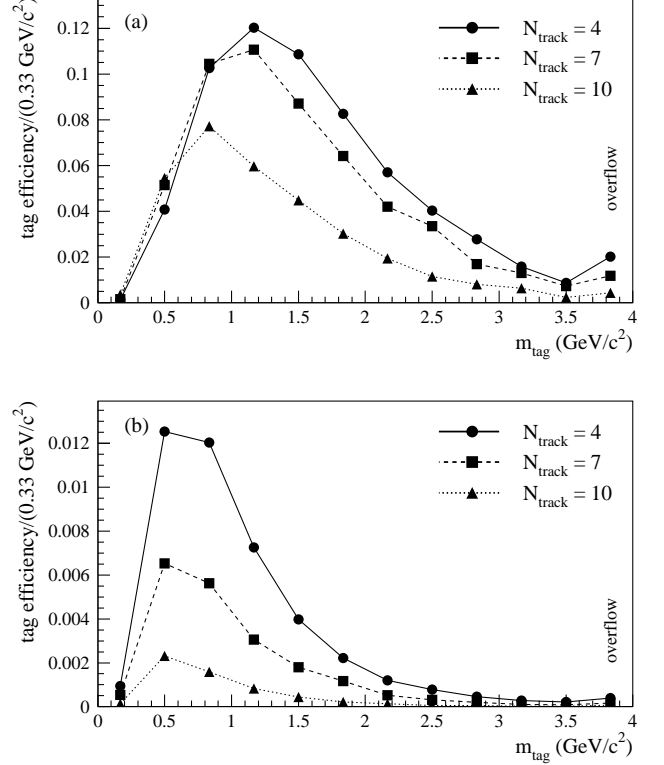 (a)
N_track = 4
N_track = 7
N_track = 10
tag efficiency/(0.33 GeV/c²)
overflow
0.12
0.1
0.08
0.06
0.04
0.02
0
0 0.5 1 1.5 2 2.5 3 3.5 4
m_tag (GeV/c²)
(b)
N_track = 4
N_track = 7
N_track = 10
tag efficiency/(0.33 GeV/c²)
overflow
0.012
0.01
0.008
0.006
0.004
0.002
0
0 0.5 1 1.5 2 2.5 3 3.5 4
m_tag (GeV/c²)